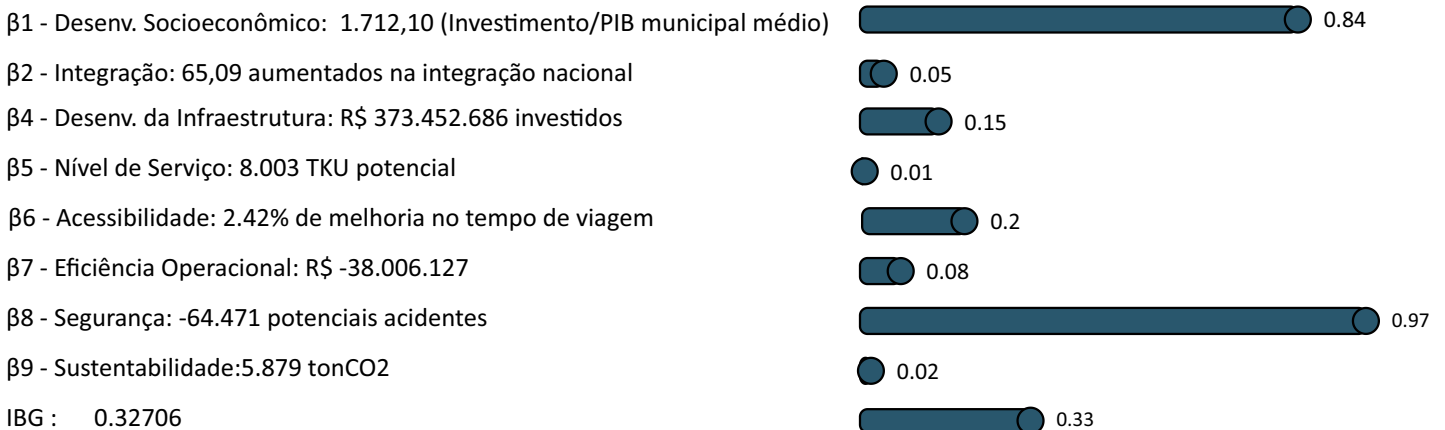 β1 - Desenv. Socioeconômico: 1.712,10 (Investimento/PIB municipal médio) 0.84
β2 - Integração: 65,09 aumentados na integração nacional 0.05
β4 - Desenv. da Infraestrutura: R$ 373.452.686 investidos 0.15
β5 - Nível de Serviço: 8.003 TKU potencial 0.01
β6 - Acessibilidade: 2.42% de melhoria no tempo de viagem 0.2
β7 - Eficiência Operacional: R$ -38.006.127 0.08
β8 - Segurança: -64.471 potenciais acidentes 0.97
β9 - Sustentabilidade:5.879 tonCO2 0.02
IBG : 0.32706 0.33